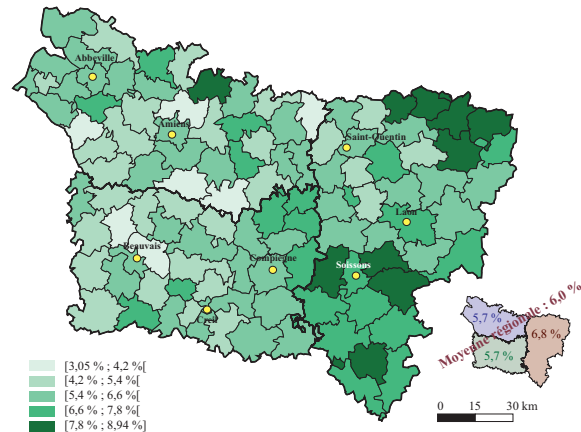 Abbeville
Amiens
Saint-Quentin
Laon
Beauvais
Compiègne
Soissons
Creil
Moyenne régionale : 6,0 %
5,7 %
6,8 %
5,7 %
[3,05 % ; 4,2 %[
[4,2 % ; 5,4 %[
[5,4 % ; 6,6 %[
[6,6 % ; 7,8 %[
[7,8 % ; 8,94 %]
0 15 30 km